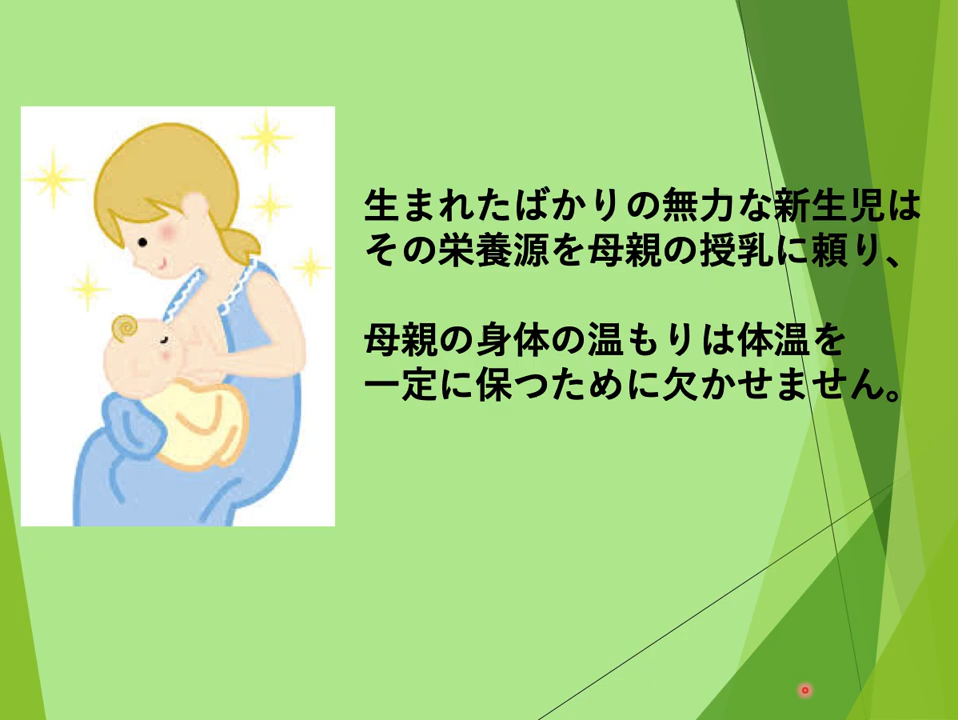 生まれたばかりの無力な新生児は
その栄養源を母親の授乳に頼り、
母親の身体の温もりは体温を
一定に保つために欠かせません。